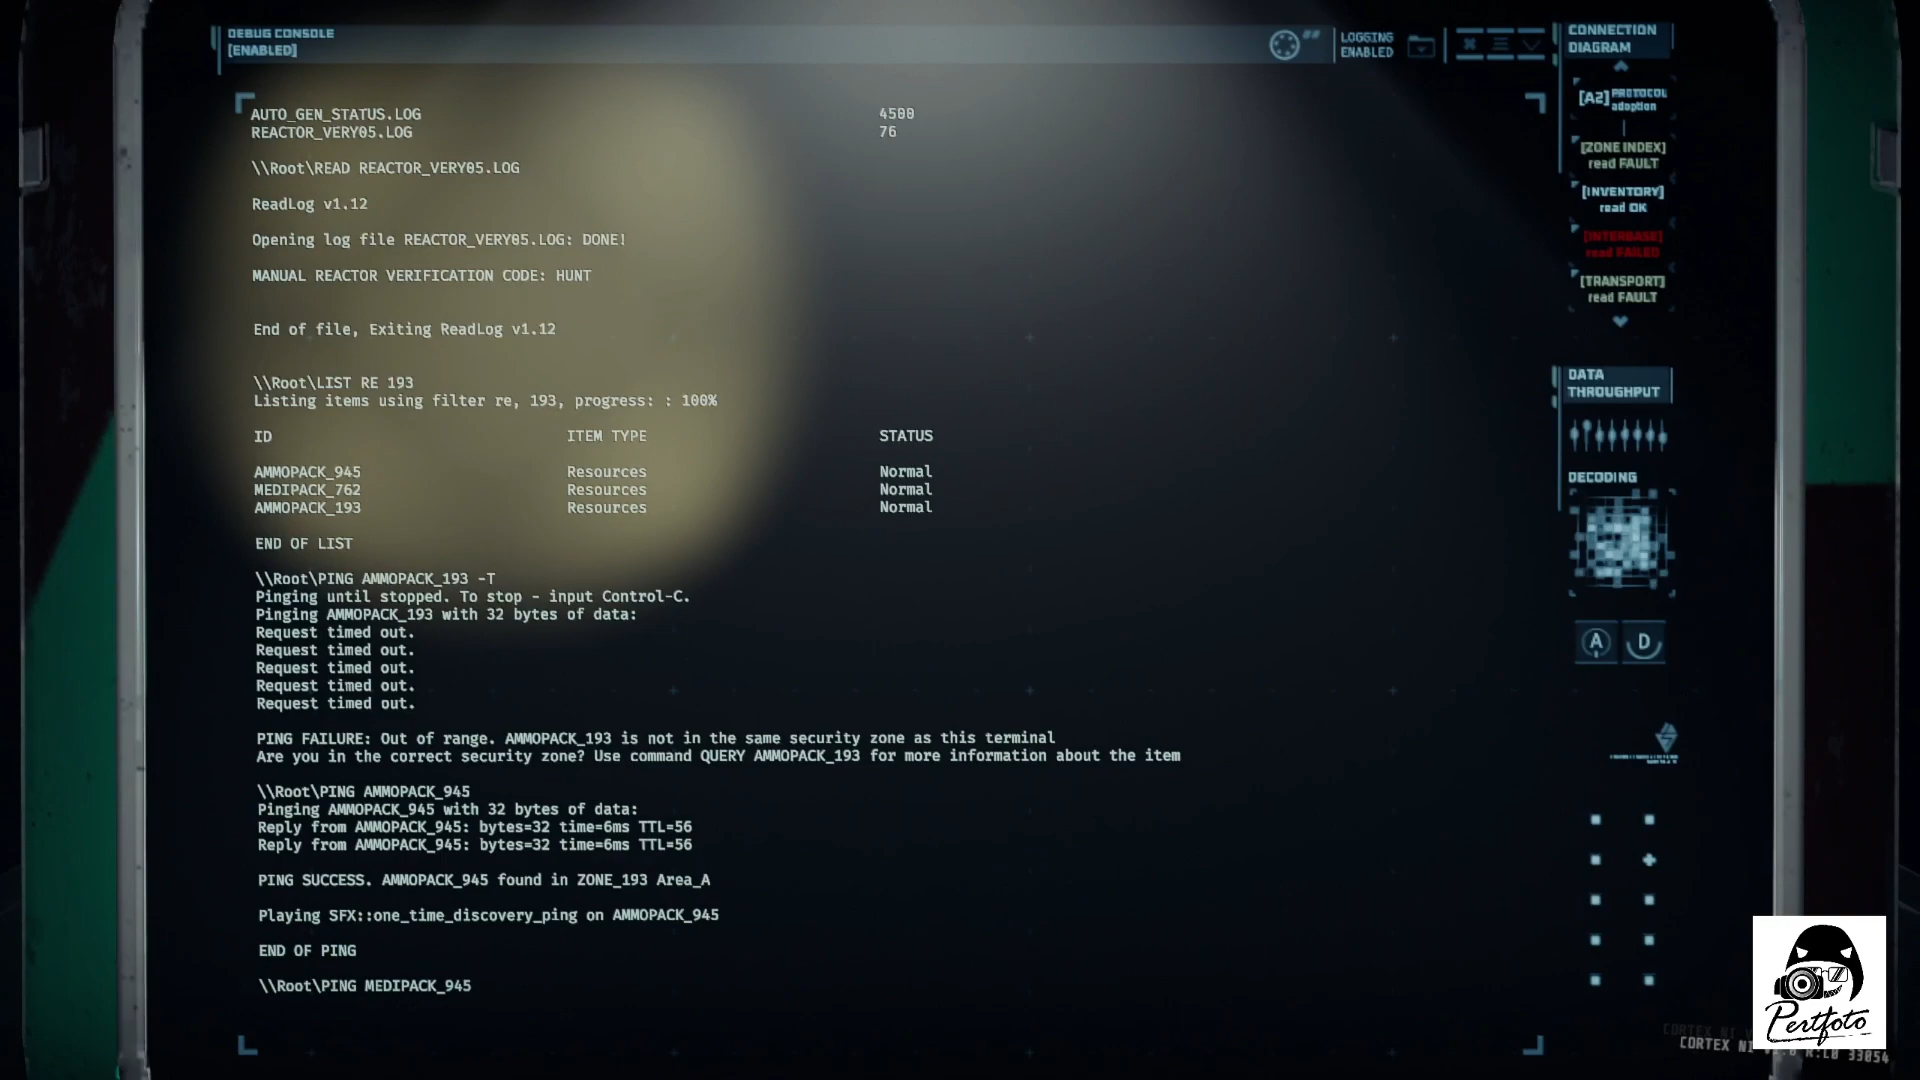 DEBUG CONSOLE
[ENABLED]
LOGGING
ENABLED
AUTO_GEN_STATUS.LOG 4500
REACTOR_VERY05.LOG 76
\\Root\READ REACTOR_VERY05.LOG
ReadLog v1.12
Opening log file REACTOR_VERY05.LOG: DONE!
MANUAL REACTOR VERIFICATION CODE: HUNT
End of file, Exiting ReadLog v1.12
\\Root\LIST RE 193
Listing items using filter re, 193, progress: : 100%
ID ITEM TYPE STATUS
AMMOPACK_945 Resources Normal
MEDIPACK_762 Resources Normal
AMMOPACK_193 Resources Normal
END OF LIST
\\Root\PING AMMOPACK_193 -T
Pinging until stopped. To stop - input Control-C.
Pinging AMMOPACK_193 with 32 bytes of data:
Request timed out.
Request timed out.
Request timed out.
Request timed out.
Request timed out.
PING FAILURE: Out of range. AMMOPACK_193 is not in the same security zone as this terminal
Are you in the correct security zone? Use command QUERY AMMOPACK_193 for more information about the item
\\Root\PING AMMOPACK_945
Pinging AMMOPACK_945 with 32 bytes of data:
Reply from AMMOPACK_945: bytes=32 time=6ms TTL=56
Reply from AMMOPACK_945: bytes=32 time=6ms TTL=56
PING SUCCESS. AMMOPACK_945 found in ZONE_193 Area_A
Playing SFX::one_time_discovery_ping on AMMOPACK_945
END OF PING
\\Root\PING MEDIPACK_945
CONNECTION
DIAGRAM
[A2] PROTOCOL
adoption
[ZONE INDEX]
read FAULT
[INVENTORY]
read OK
[INTERBASE]
read FAILED
[TRANSPORT]
read FAULT
DATA
THROUGHPUT
DECODING
A D
Pertfoto
CORTEX NI R:L0 33054